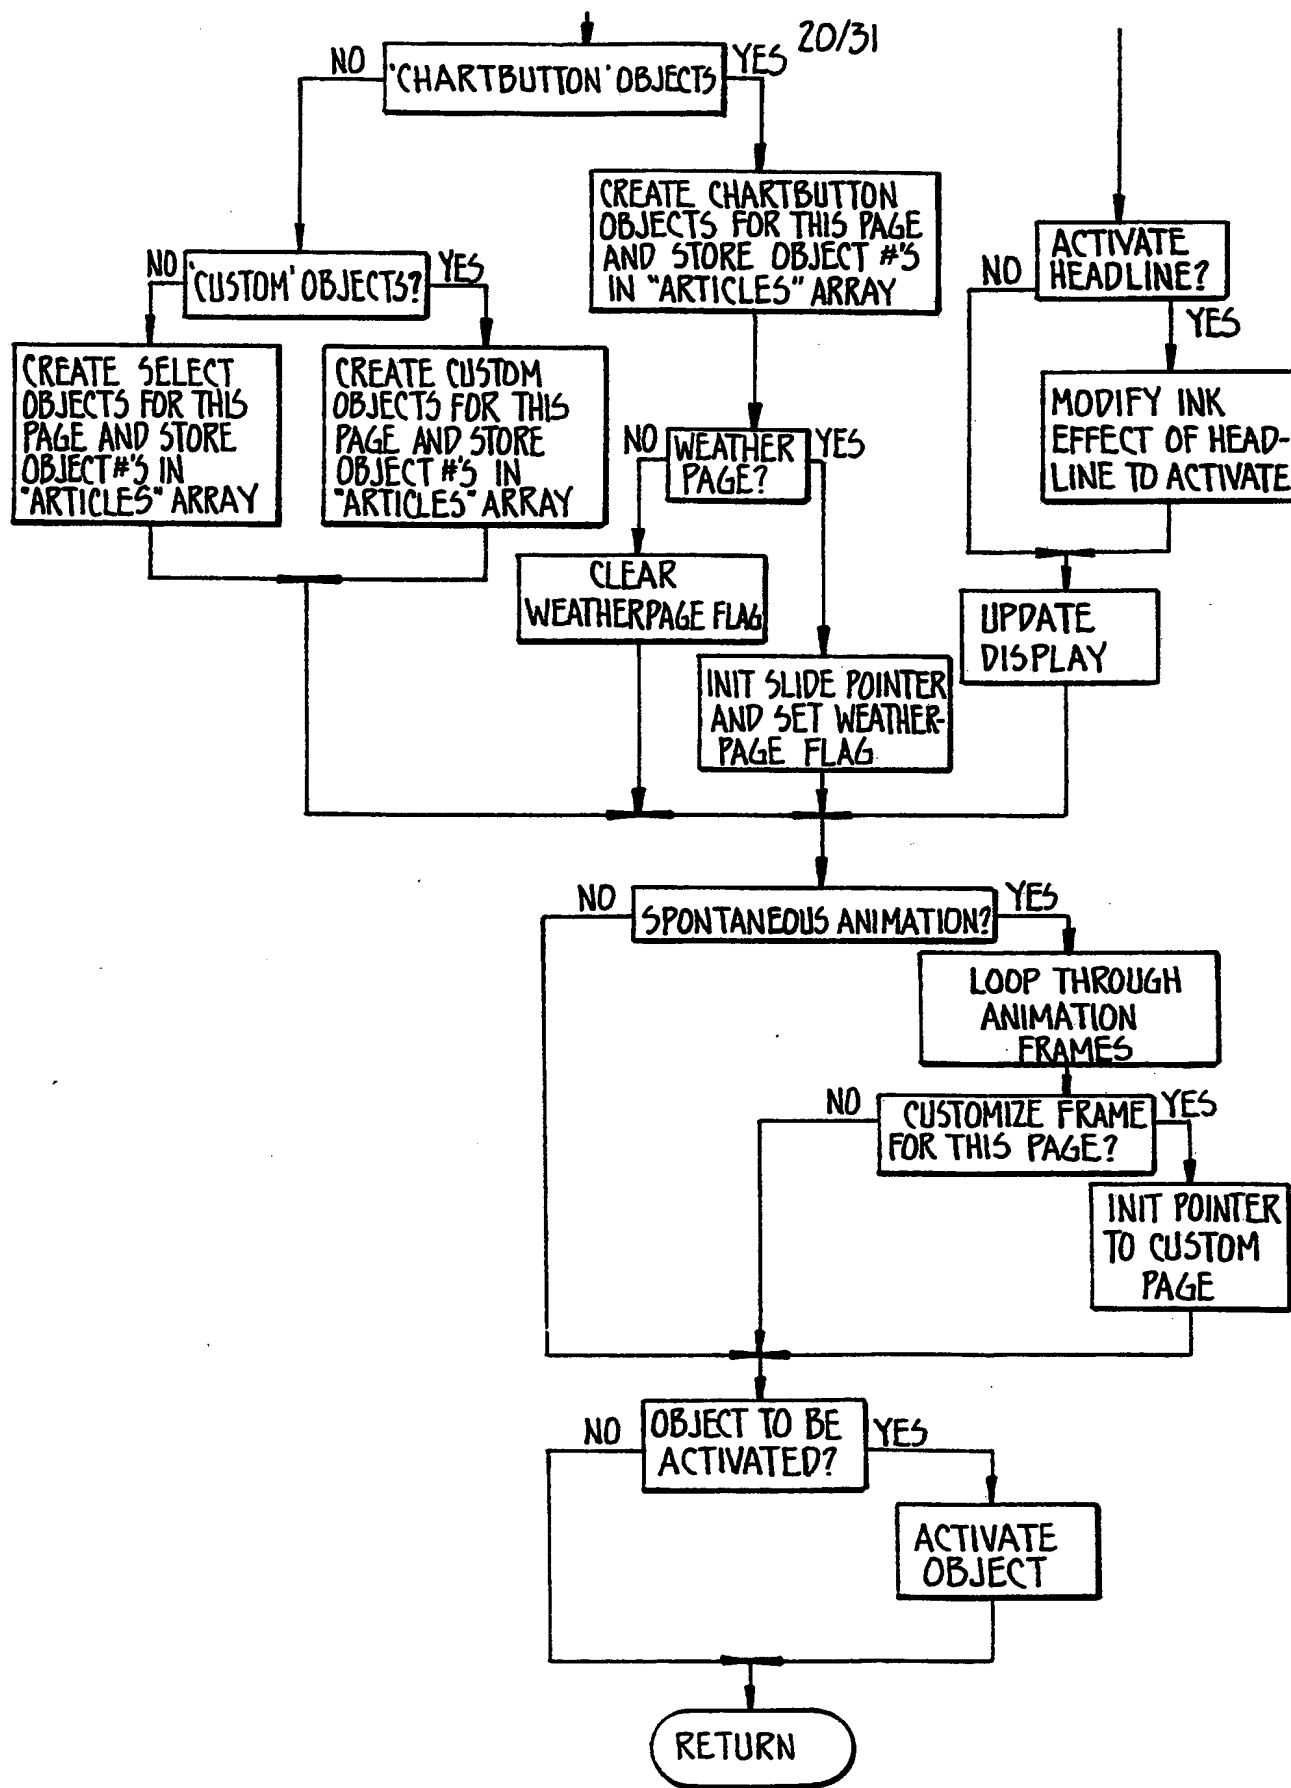 20/31
NO
'CHARTBUTTON' OBJECTS
YES
CREATE CHARTBUTTON
OBJECTS FOR THIS PAGE
AND STORE OBJECT #'S
IN "ARTICLES" ARRAY
ACTIVATE
HEADLINE?
NO
YES
NO
'CUSTOM' OBJECTS?
YES
CREATE SELECT
OBJECTS FOR THIS
PAGE AND STORE
OBJECT #'S IN
"ARTICLES" ARRAY
CREATE CUSTOM
OBJECTS FOR THIS
PAGE AND STORE
OBJECT #'S IN
"ARTICLES" ARRAY
MODIFY INK
EFFECT OF HEAD-
LINE TO ACTIVATE
NO
WEATHER
PAGE?
YES
CLEAR
WEATHERPAGE FLAG
UPDATE
DISPLAY
INIT SLIDE POINTER
AND SET WEATHER-
PAGE FLAG
NO
SPONTANEOUS ANIMATION?
YES
LOOP THROUGH
ANIMATION
FRAMES
NO
CUSTOMIZE FRAME
FOR THIS PAGE?
YES
INIT POINTER
TO CUSTOM
PAGE
NO
OBJECT TO BE
ACTIVATED?
YES
ACTIVATE
OBJECT
RETURN